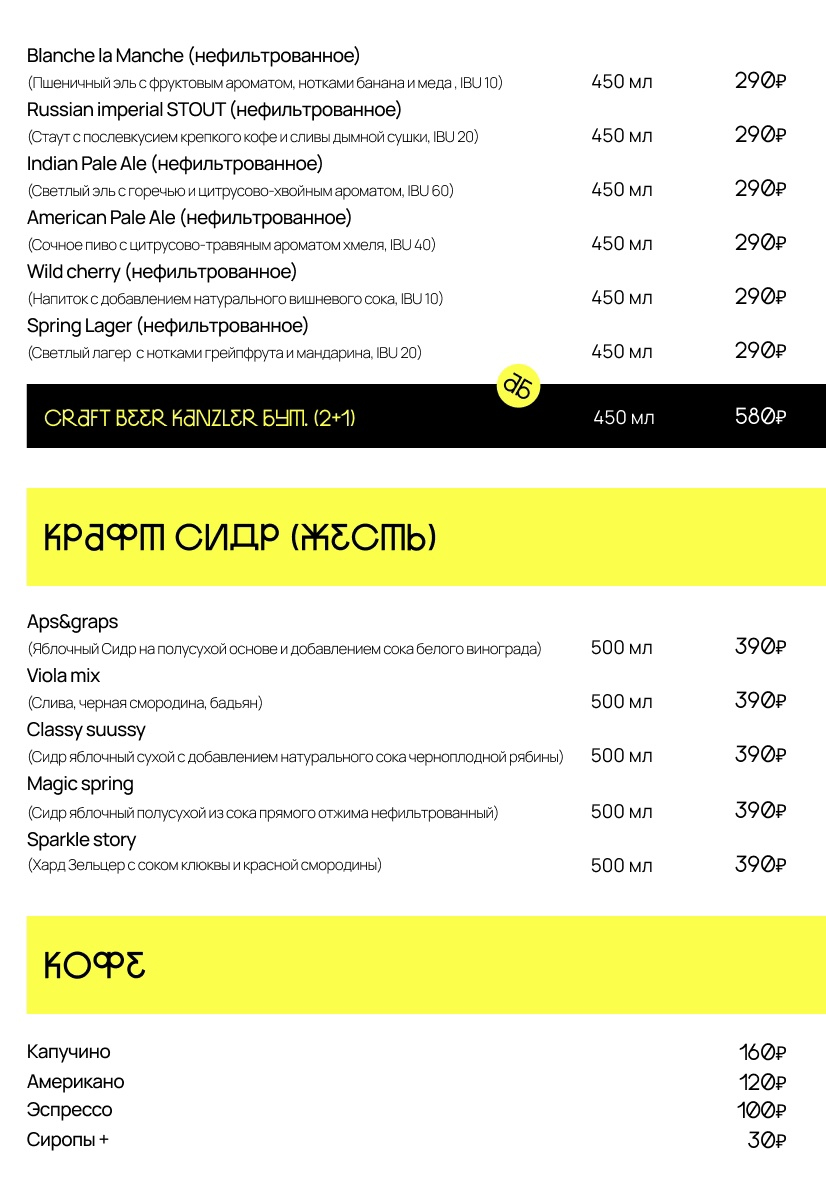 Blanche la Manche (нефильтрованное)
(Пшеничный эль с фруктовым ароматом, нотками банана и меда , IBU 10) 450 мл 290₽
Russian imperial STOUT (нефильтрованное)
(Стаут с послевкусием крепкого кофе и сливы дымной сушки, IBU 20) 450 мл 290₽
Indian Pale Ale (нефильтрованное)
(Светлый эль с горечью и цитрусово-хвойным ароматом, IBU 60) 450 мл 290₽
American Pale Ale (нефильтрованное)
(Сочное пиво с цитрусово-травяным ароматом хмеля, IBU 40) 450 мл 290₽
Wild cherry (нефильтрованное)
(Напиток с добавлением натурального вишневого сока, IBU 10) 450 мл 290₽
Spring Lager (нефильтрованное)
(Светлый лагер с нотками грейпфрута и мандарина, IBU 20) 450 мл 290₽
аБ
CRAFT BEER KANZLER БУТ. (2+1) 450 мл 580₽
КРАФТ СИДР (ЖЕСТЬ)
Aps&graps
(Яблочный Сидр на полусухой основе и добавлением сока белого винограда) 500 мл 390₽
Viola mix
(Слива, черная смородина, бадьян) 500 мл 390₽
Classy suussy
(Сидр яблочный сухой с добавлением натурального сока черноплодной рябины) 500 мл 390₽
Magic spring
(Сидр яблочный полусухой из сока прямого отжима нефильтрованный) 500 мл 390₽
Sparkle story
(Хард Зельцер с соком клюквы и красной смородины) 500 мл 390₽
КОФЕ
Капучино 160₽
Американо 120₽
Эспрессо 100₽
Сиропы + 30₽